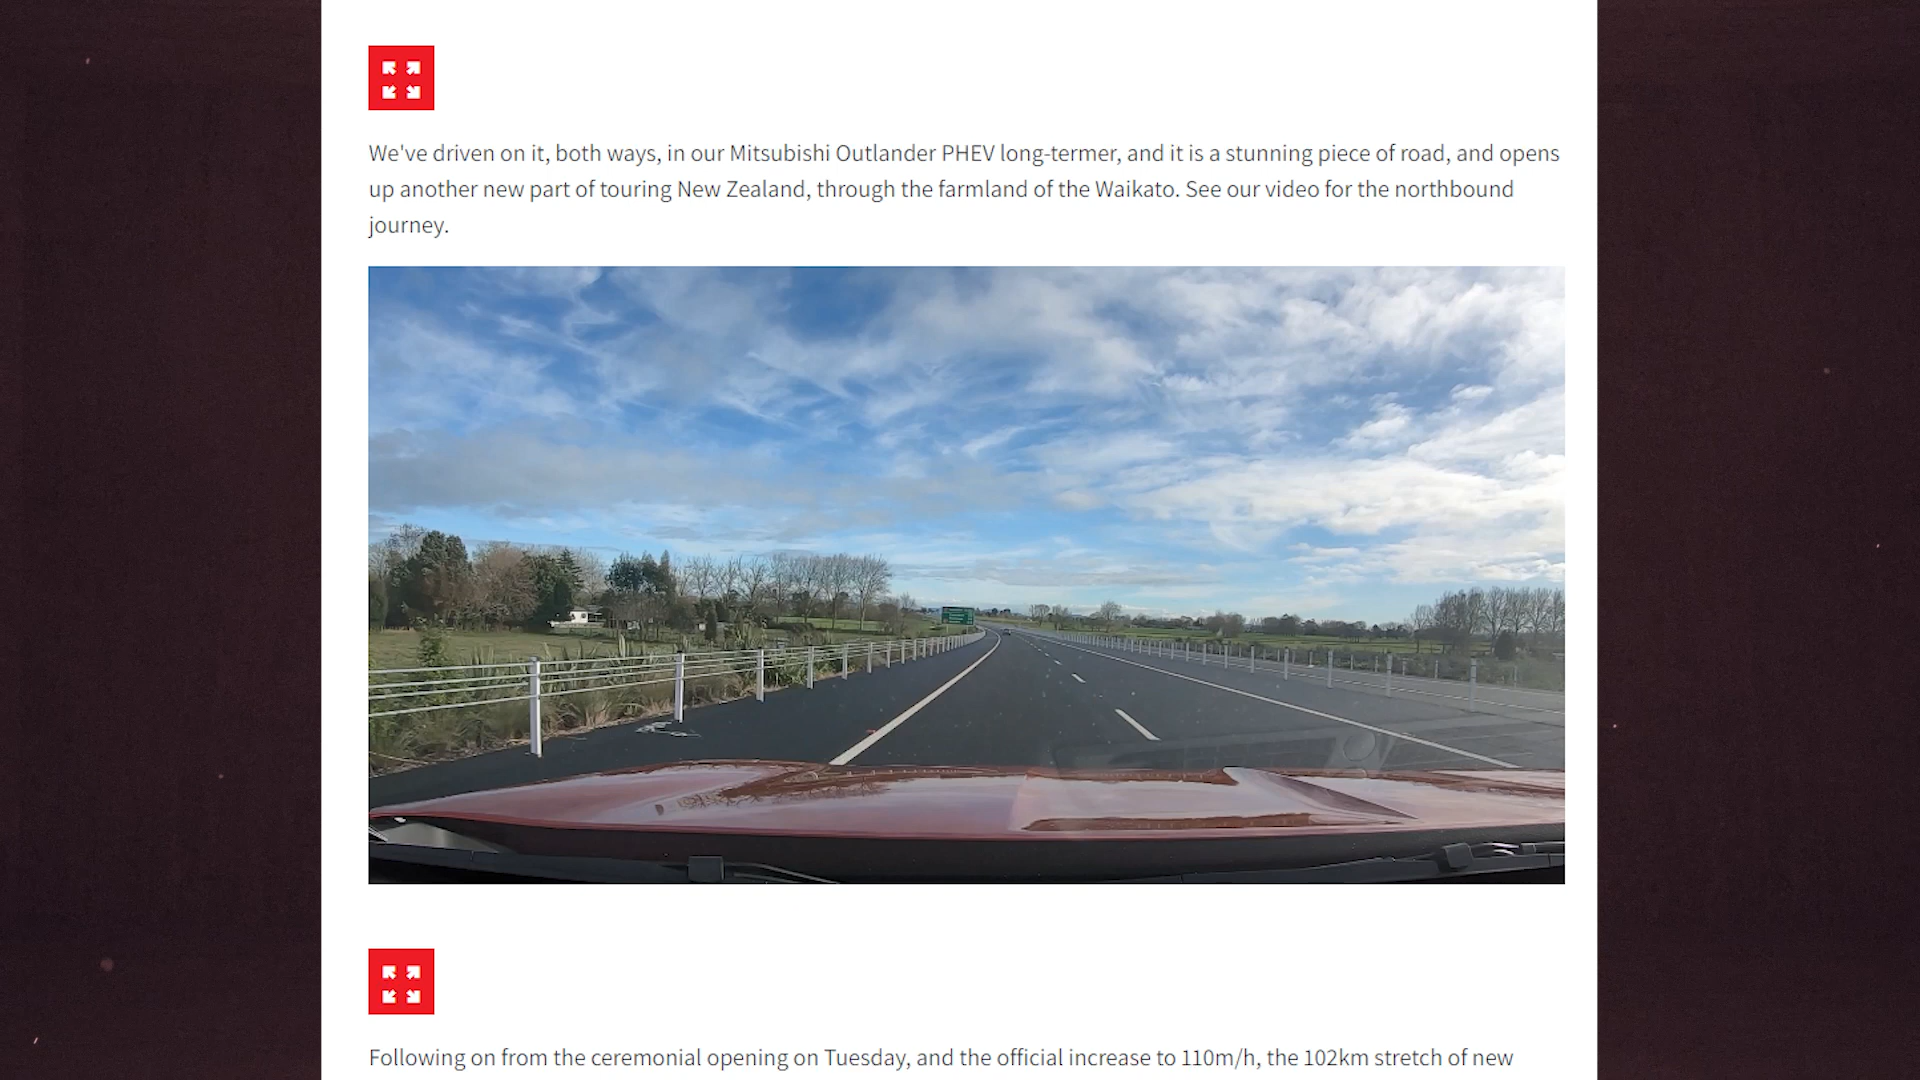 We've driven on it, both ways, in our Mitsubishi Outlander PHEV long-termer, and it is a stunning piece of road, and opens
up another new part of touring New Zealand, through the farmland of the Waikato. See our video for the northbound
journey.
Following on from the ceremonial opening on Tuesday, and the official increase to 110m/h, the 102km stretch of new